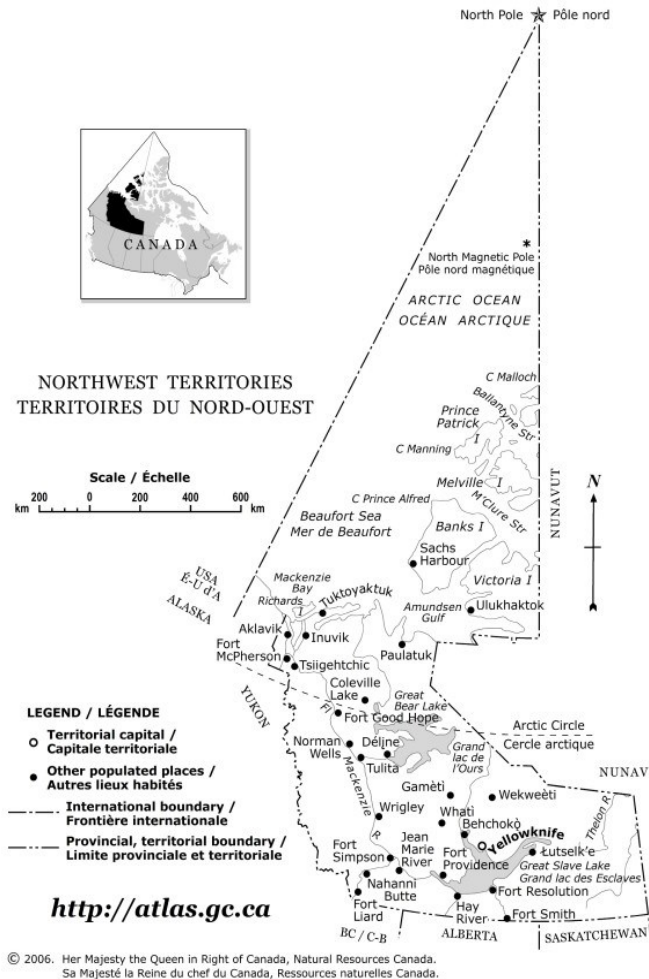 North Pole Pôle nord
CANADA
North Magnetic Pole
Pôle nord magnétique
ARCTIC OCEAN
OCÉAN ARCTIQUE
NORTHWEST TERRITORIES
TERRITOIRES DU NORD-OUEST
C Malloch
Ballantyne Str
Prince
Patrick
I
C Manning
Melville I
M'Clure Str
NUNAVUT
N
Scale / Échelle
200 0 200 400 600
km km
C Prince Alfred
Beaufort Sea
Mer de Beaufort
Banks I
Sachs
Harbour
Victoria I
USA
É-U d'A
ALASKA
Mackenzie
Bay
Richards
I
Tuktoyaktuk
Amundsen
Gulf
Ulukhaktok
Aklavik
Inuvik
Fort
McPherson
Tsiigehtchic
Paulatuk
YUKON
Coleville
Lake
Great
Bear Lake
Fl
Fort Good Hope
Arctic Circle
Cercle arctique
LEGEND / LÉGENDE
Territorial capital /
Capitale territoriale
Other populated places /
Autres lieux habités
International boundary /
Frontière internationale
Provincial, territorial boundary /
Limite provinciale et territoriale
Norman
Wells
Déline
Tulita
Grand
lac de
l'Ours
Mackenzie
R
NUNAV
Gamèti
Wekweèti
Wrigley
Whatì
Behchokò
Yellowknife
Thelon R
Fort
Simpson
Jean
Marie
River
Fort
Providence
Łutselk'e
Great Slave Lake
Grand lac des Esclaves
Nahanni
Butte
Fort Resolution
Fort
Liard
Hay
River
Fort Smith
BC / C-B
ALBERTA
SASKATCHEWAN
http://atlas.gc.ca
© 2006. Her Majesty the Queen in Right of Canada, Natural Resources Canada.
Sa Majesté la Reine du chef du Canada, Ressources naturelles Canada.